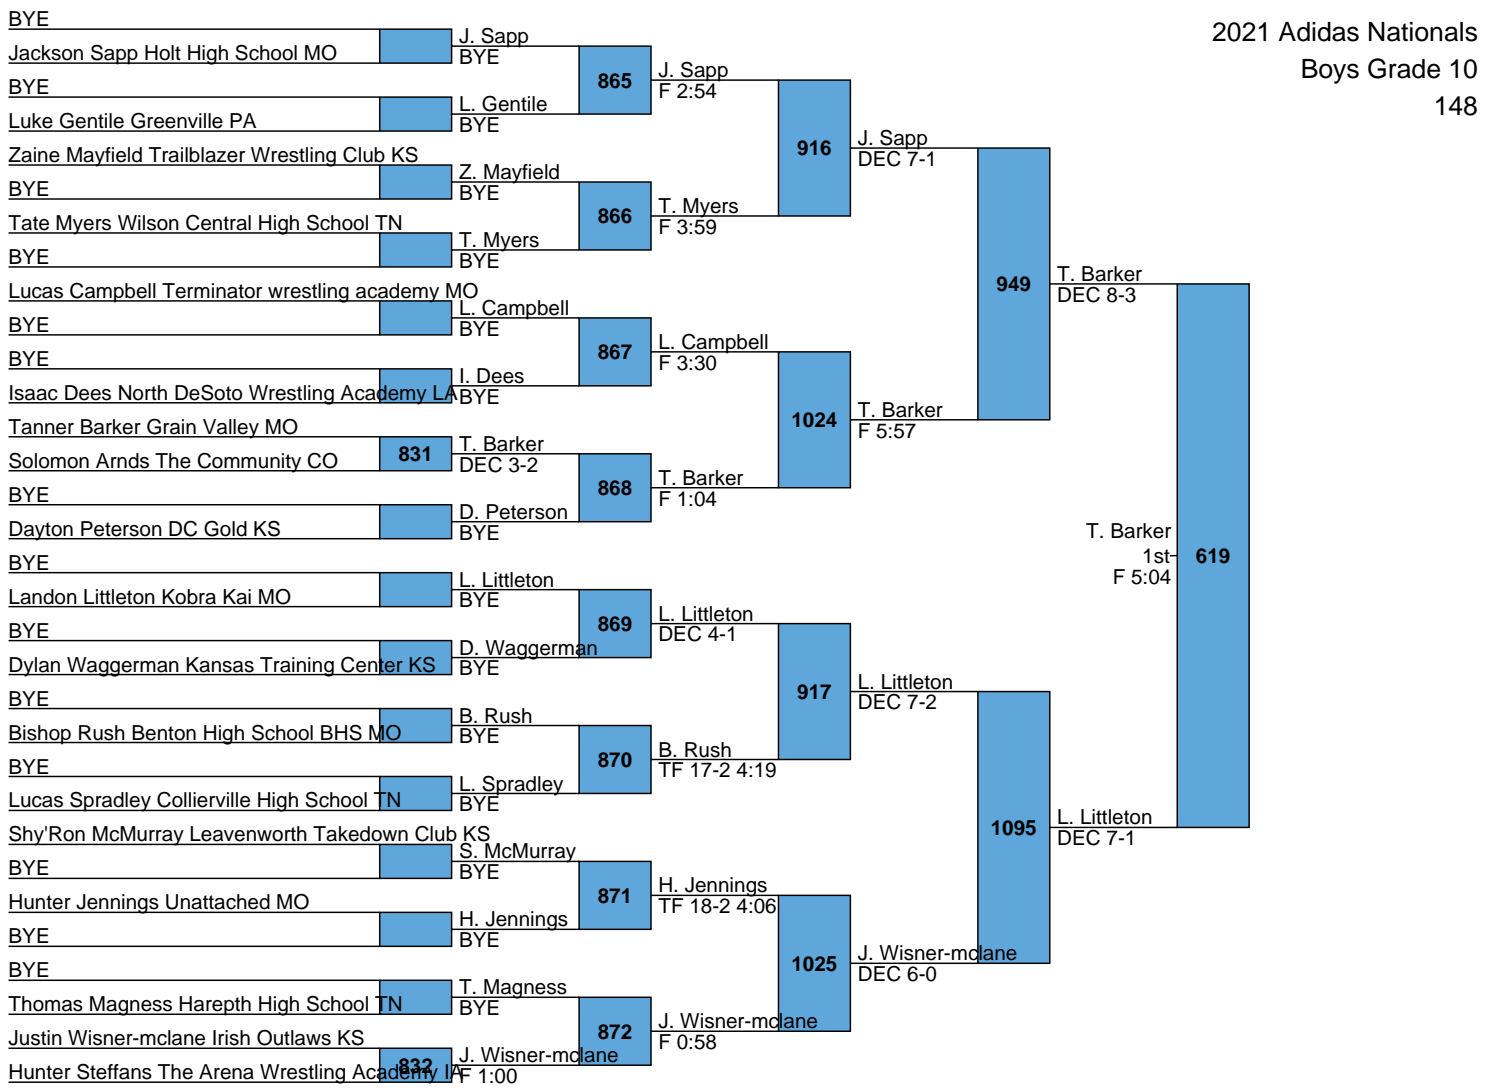 2021 Adidas Nationals
Boys Grade 10
148
BYE
Jackson Sapp Holt High School MO
BYE
Luke Gentile Greenville PA
Zaine Mayfield Trailblazer Wrestling Club KS
BYE
Tate Myers Wilson Central High School TN
BYE
Lucas Campbell Terminator wrestling academy MO
BYE
BYE
Isaac Dees North DeSoto Wrestling Academy LA
Tanner Barker Grain Valley MO
831
Solomon Arnds The Community CO
BYE
Dayton Peterson DC Gold KS
BYE
Landon Littleton Kobra Kai MO
BYE
Dylan Waggerman Kansas Training Center KS
BYE
Bishop Rush Benton High School BHS MO
BYE
Lucas Spradley Collierville High School TN
Shy'Ron McMurray Leavenworth Takedown Club KS
BYE
Hunter Jennings Unattached MO
BYE
BYE
Thomas Magness Harepth High School TN
Justin Wisner-mclane Irish Outlaws KS
832
Hunter Steffans The Arena Wrestling Academy IA
J. Sapp
BYE
865
L. Gentile
BYE
Z. Mayfield
BYE
866
T. Myers
BYE
L. Campbell
BYE
867
I. Dees
BYE
T. Barker
DEC 3-2
868
D. Peterson
BYE
L. Littleton
BYE
869
D. Waggerman
BYE
B. Rush
BYE
870
L. Spradley
BYE
S. McMurray
BYE
871
H. Jennings
BYE
T. Magness
BYE
872
J. Wisner-mclane
F 1:00
J. Sapp
F 2:54
916
T. Myers
F 3:59
L. Campbell
F 3:30
1024
T. Barker
F 1:04
L. Littleton
DEC 4-1
917
B. Rush
TF 17-2 4:19
H. Jennings
TF 18-2 4:06
1025
J. Wisner-mclane
F 0:58
J. Sapp
DEC 7-1
949
T. Barker
F 5:57
L. Littleton
DEC 7-2
1095
J. Wisner-mclane
DEC 6-0
T. Barker
DEC 8-3
619
L. Littleton
DEC 7-1
T. Barker
1st
F 5:04